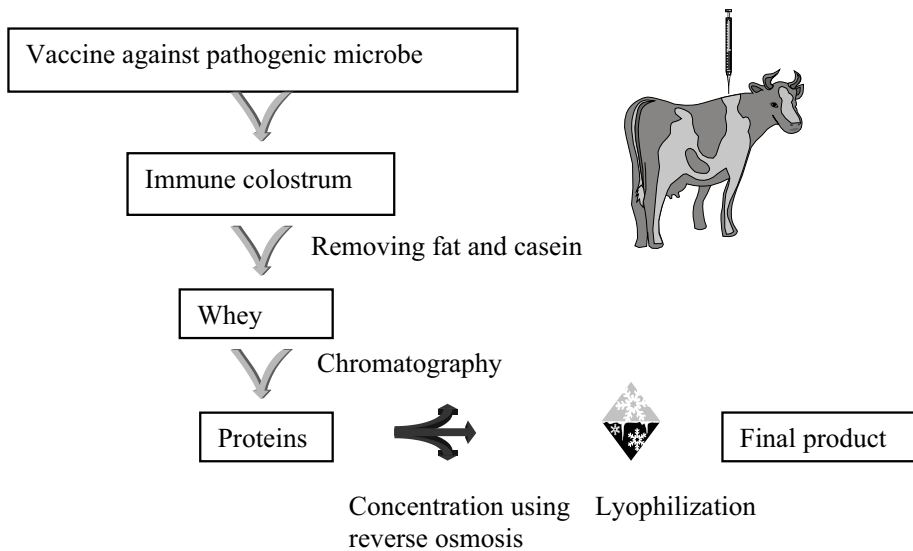 Vaccine against pathogenic microbe
Immune colostrum
Removing fat and casein
Whey
Chromatography
Proteins
Final product
Concentration using
reverse osmosis
Lyophilization